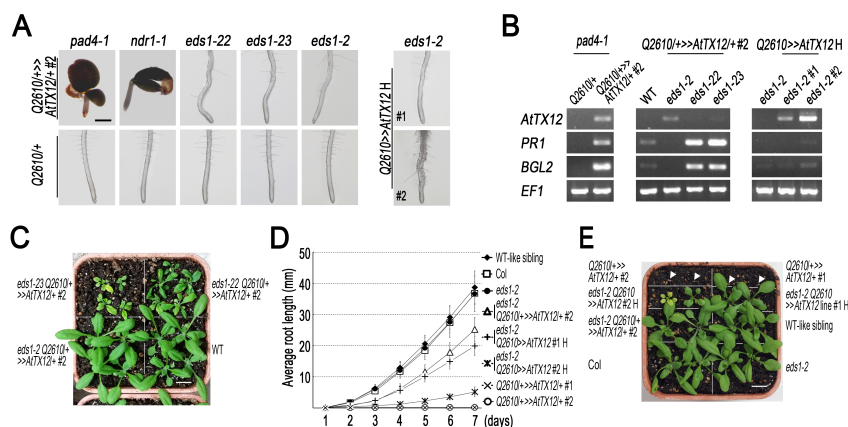 A
pad4-1 ndr1-1 eds1-22 eds1-23 eds1-2 eds1-2
Q2610/+>>
AtTX12/+ #2
Q2610/+
Q2610>>AtTX12 H
#1
#2
B
pad4-1 Q2610/+>>AtTX12/+ #2 Q2610>>AtTX12 H
Q2610/+
Q2610/+>>
AtTX12/+ #2
WT
eds1-2
eds1-22
eds1-23
eds1-2
eds1-2 #1
eds1-2 #2
AtTX12
PR1
BGL2
EF1
C
eds1-23 Q2610/+
>>AtTX12/+ #2
eds1-22 Q2610/+
>>AtTX12/+ #2
eds1-2 Q2610/+
>>AtTX12/+ #2
WT
D
Average root length (mm)
50
40
30
20
10
1 2 3 4 5 6 7 (days)
WT-like sibling
Col
eds1-2
eds1-2
Q2610/+>>AtTX12/+ #2
eds1-2
Q2610>>AtTX12 #1 H
eds1-2
Q2610>>AtTX12 #2 H
Q2610/+>>AtTX12/+ #1
Q2610/+>>AtTX12/+ #2
E
Q2610/+>>
AtTX12/+ #2
Q2610/+>>
AtTX12/+ #1
eds1-2 Q2610
>>AtTX12 #2 H
eds1-2 Q2610
>>AtTX12 line #1 H
eds1-2 Q2610/+
>>AtTX12/+ #2
WT-like sibling
Col
eds1-2